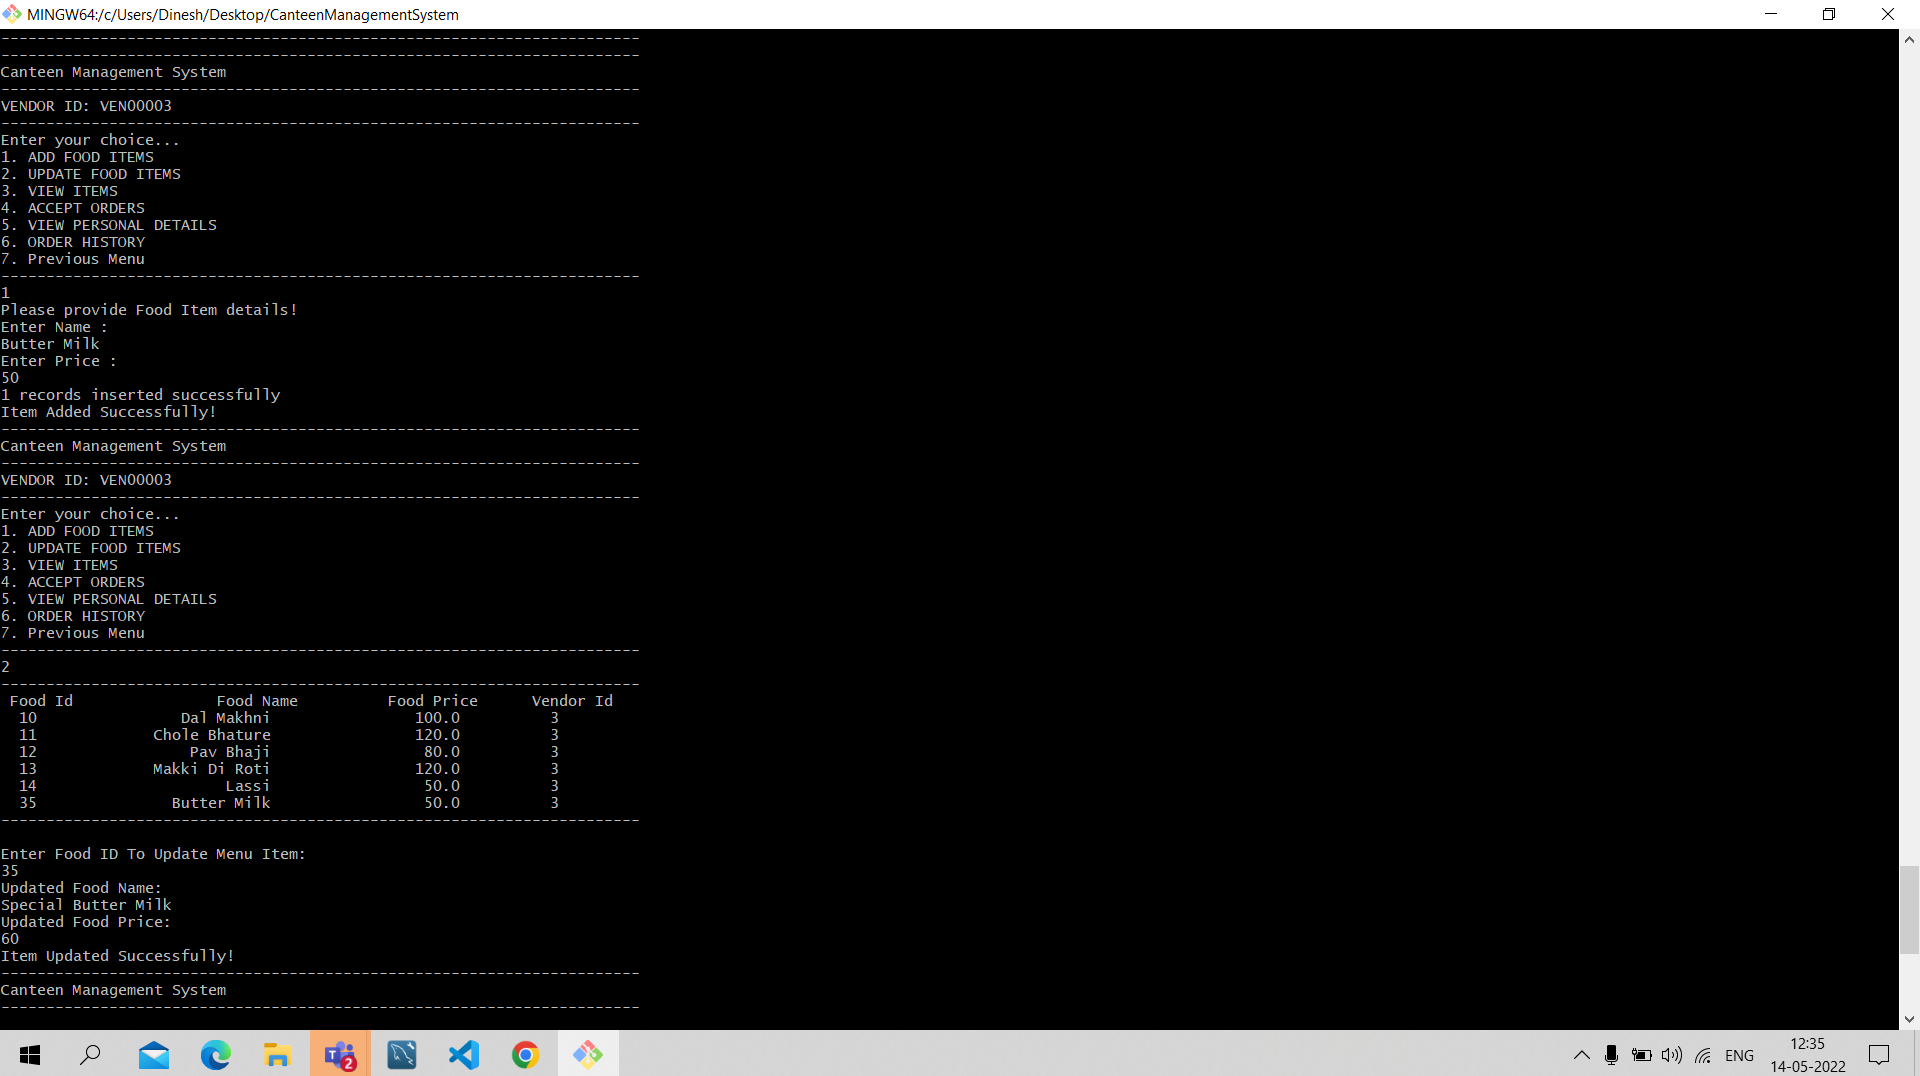 MINGW64:/c/Users/Dinesh/Desktop/CanteenManagementSystem
-----------------------------------------------------------------------
-----------------------------------------------------------------------
Canteen Management System
-----------------------------------------------------------------------
VENDOR ID: VEN00003
-----------------------------------------------------------------------
Enter your choice...
1. ADD FOOD ITEMS
2. UPDATE FOOD ITEMS
3. VIEW ITEMS
4. ACCEPT ORDERS
5. VIEW PERSONAL DETAILS
6. ORDER HISTORY
7. Previous Menu
-----------------------------------------------------------------------
1
Please provide Food Item details!
Enter Name :
Butter Milk
Enter Price :
50
1 records inserted successfully
Item Added Successfully!
-----------------------------------------------------------------------
Canteen Management System
-----------------------------------------------------------------------
VENDOR ID: VEN00003
-----------------------------------------------------------------------
Enter your choice...
1. ADD FOOD ITEMS
2. UPDATE FOOD ITEMS
3. VIEW ITEMS
4. ACCEPT ORDERS
5. VIEW PERSONAL DETAILS
6. ORDER HISTORY
7. Previous Menu
-----------------------------------------------------------------------
2
-----------------------------------------------------------------------
Food Id Food Name Food Price Vendor Id
10 Dal Makhni 100.0 3
11 Chole Bhature 120.0 3
12 Pav Bhaji 80.0 3
13 Makki Di Roti 120.0 3
14 Lassi 50.0 3
35 Butter Milk 50.0 3
-----------------------------------------------------------------------
Enter Food ID To Update Menu Item:
35
Updated Food Name:
Special Butter Milk
Updated Food Price:
60
Item Updated Successfully!
-----------------------------------------------------------------------
Canteen Management System
-----------------------------------------------------------------------
T 2
ENG
12:35
14-05-2022